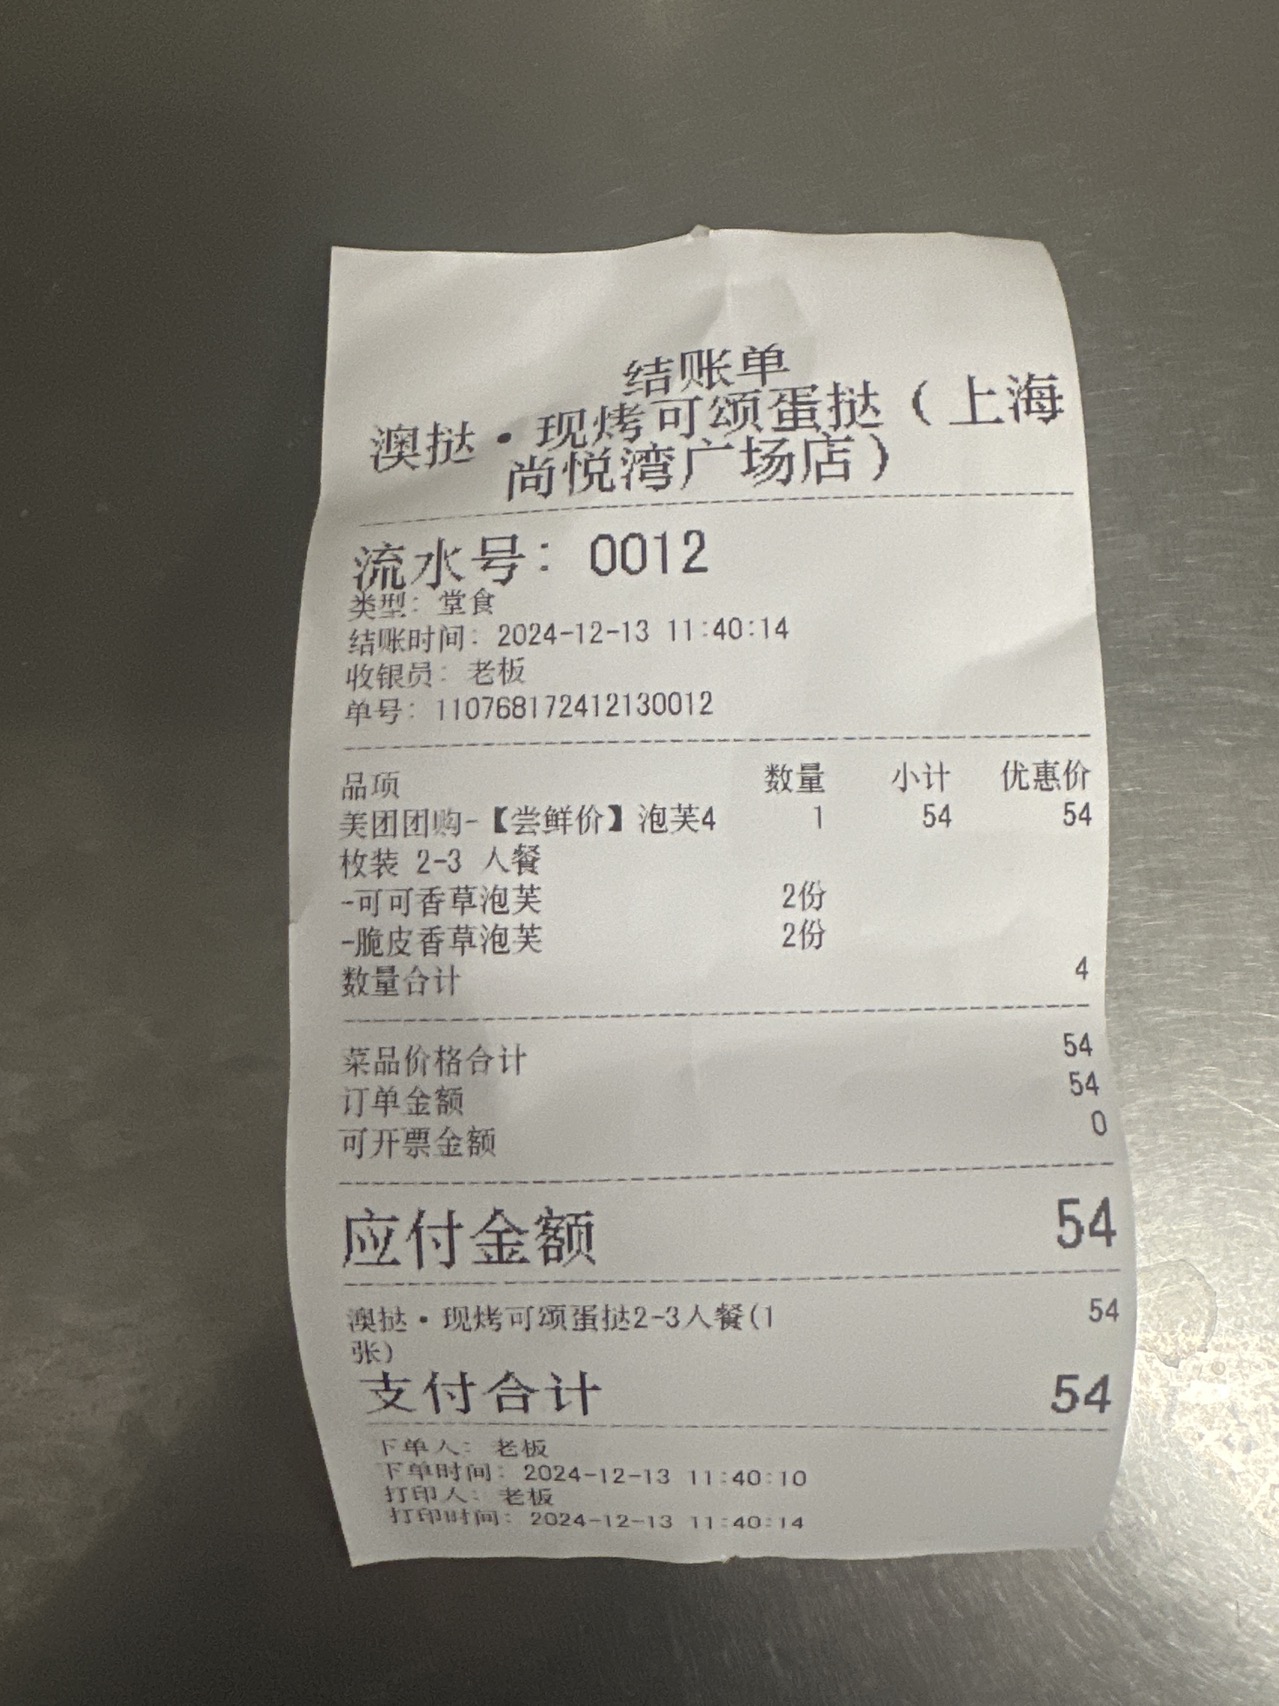 结账单
澳挞·现烤可颂蛋挞（上海
尚悦湾广场店）
流水号：0012
类型：堂食
结账时间：2024-12-13 11:40:14
收银员：老板
单号：110768172412130012
品项 数量 小计 优惠价
美团团购-【尝鲜价】泡芙4 1 54 54
枚装 2-3 人餐
-可可香草泡芙 2份
-脆皮香草泡芙 2份
数量合计 4
菜品价格合计 54
订单金额 54
可开票金额 0
应付金额 54
澳挞·现烤可颂蛋挞2-3人餐(1 54
张)
支付合计 54
下单人：老板
下单时间：2024-12-13 11:40:10
打印人：老板
打印时间：2024-12-13 11:40:14